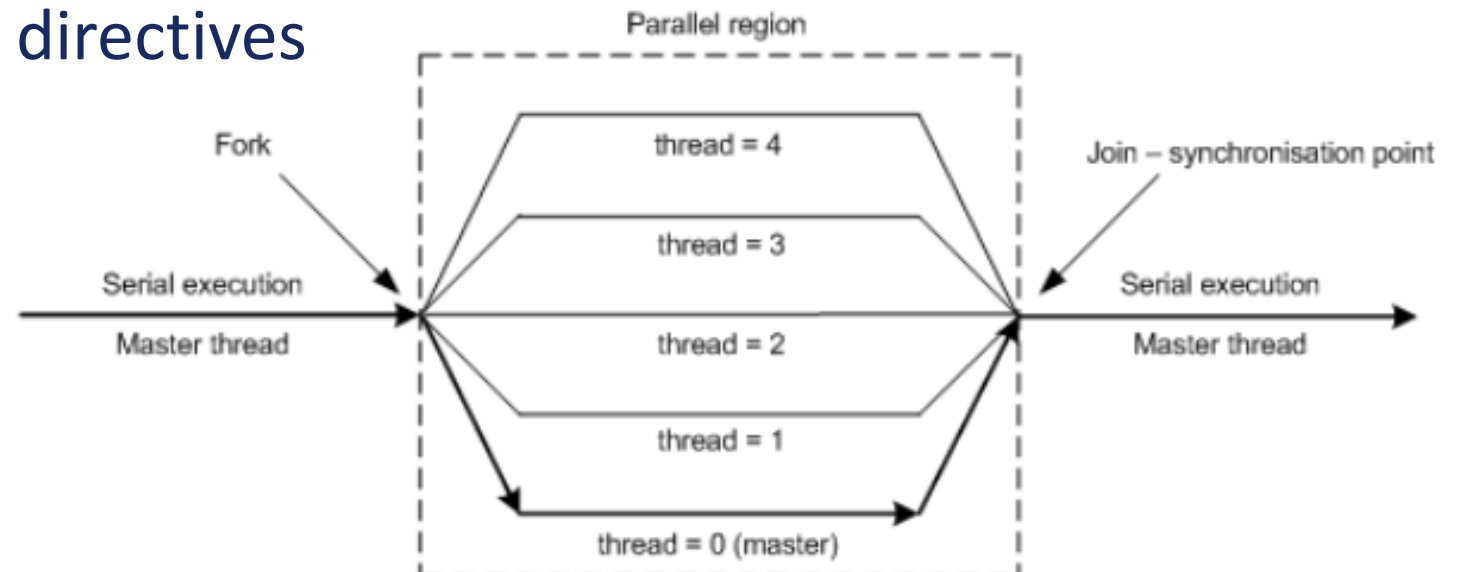 directives
Parallel region
Fork
thread = 4
Join – synchronisation point
thread = 3
Serial execution
Serial execution
Master thread
thread = 2
Master thread
thread = 1
thread = 0 (master)